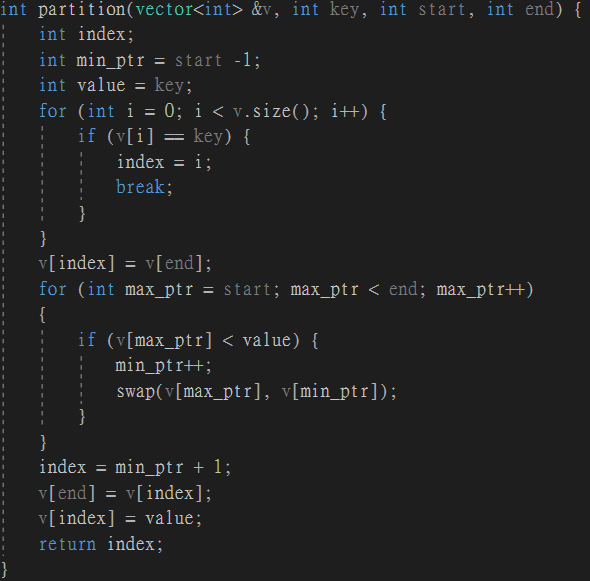 int partition(vector<int> &v, int key, int start, int end) {
    int index;
    int min_ptr = start -1;
    int value = key;
    for (int i = 0; i < v.size(); i++) {
        if (v[i] == key) {
            index = i;
            break;
        }
    }
    v[index] = v[end];
    for (int max_ptr = start; max_ptr < end; max_ptr++)
    {
        if (v[max_ptr] < value) {
            min_ptr++;
            swap(v[max_ptr], v[min_ptr]);
        }
    }
    index = min_ptr + 1;
    v[end] = v[index];
    v[index] = value;
    return index;
}